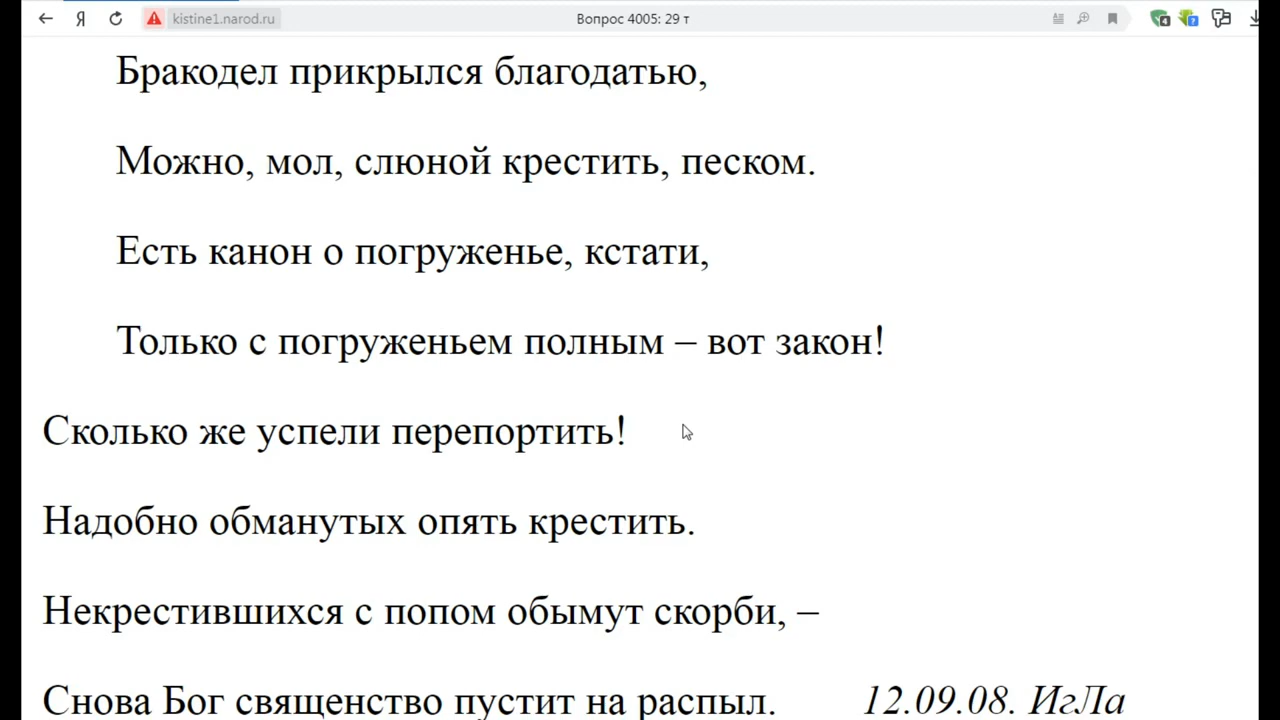 kistine1.narod.ru
Вопрос 4005: 29 т
Бракодел прикрылся благодатью,
Можно, мол, слюной крестить, песком.
Есть канон о погруженье, кстати,
Только с погруженьем полным – вот закон!
Сколько же успели перепортить!
Надобно обманутых опять крестить.
Некрестившихся с попом обымут скорби, –
Снова Бог священство пустит на распыл. 12.09.08. ИгЛа